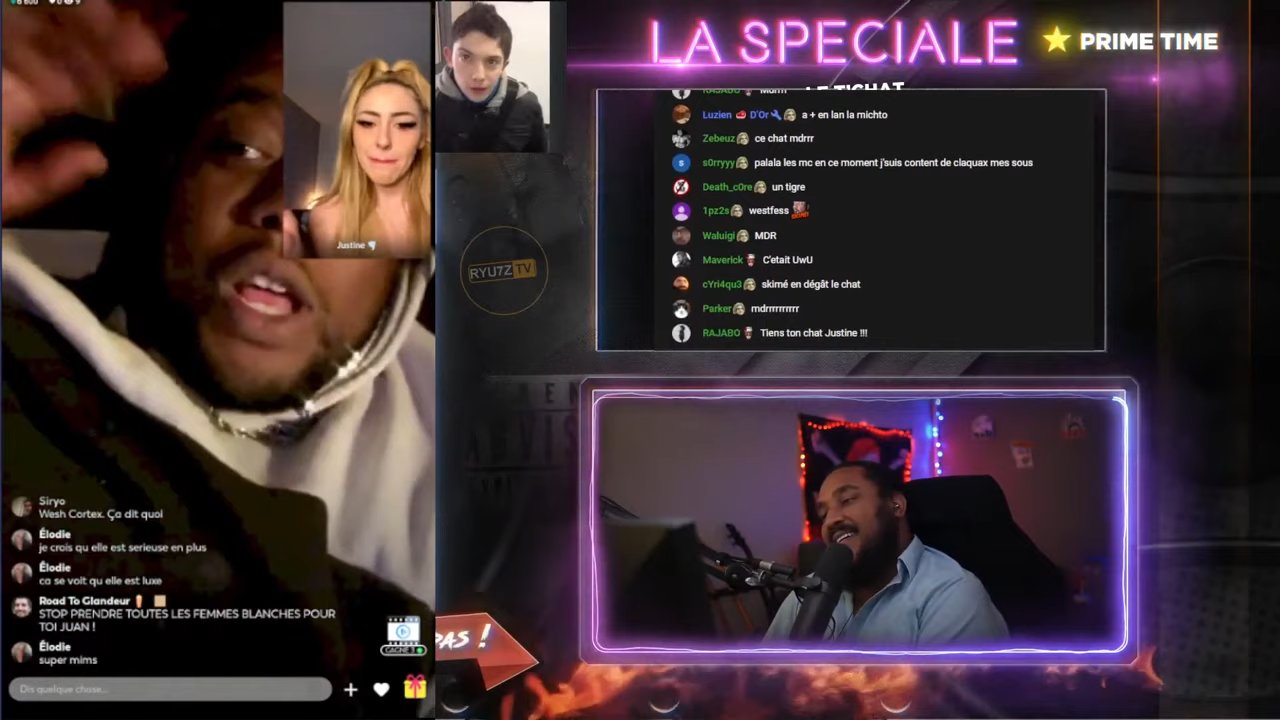 Justine
Siryo
Wesh Cortex. Ça dit quoi
Élodie
je crois qu elle est serieuse en plus
Élodie
ca se voit qu elle est luxe
Road To Glandeur
STOP PRENDRE TOUTES LES FEMMES BLANCHES POUR
TOI JUAN !
Élodie
super mims
GAGNE 3
Dis quelque chose...
RYU7Z TV
PAS !
LA SPECIALE
PRIME TIME
Luzien D'Or a + en lan la michto
Zebeuz ce chat mdrrr
s0rryyy palala les mc en ce moment j'suis content de claquax mes sous
Death_c0re un tigre
1pz2s westfess
Waluigi MDR
Maverick C'etait UwU
cYri4qu3 skimé en dégât le chat
Parker mdrrrrrrrrrr
RAJABO Tiens ton chat Justine !!!